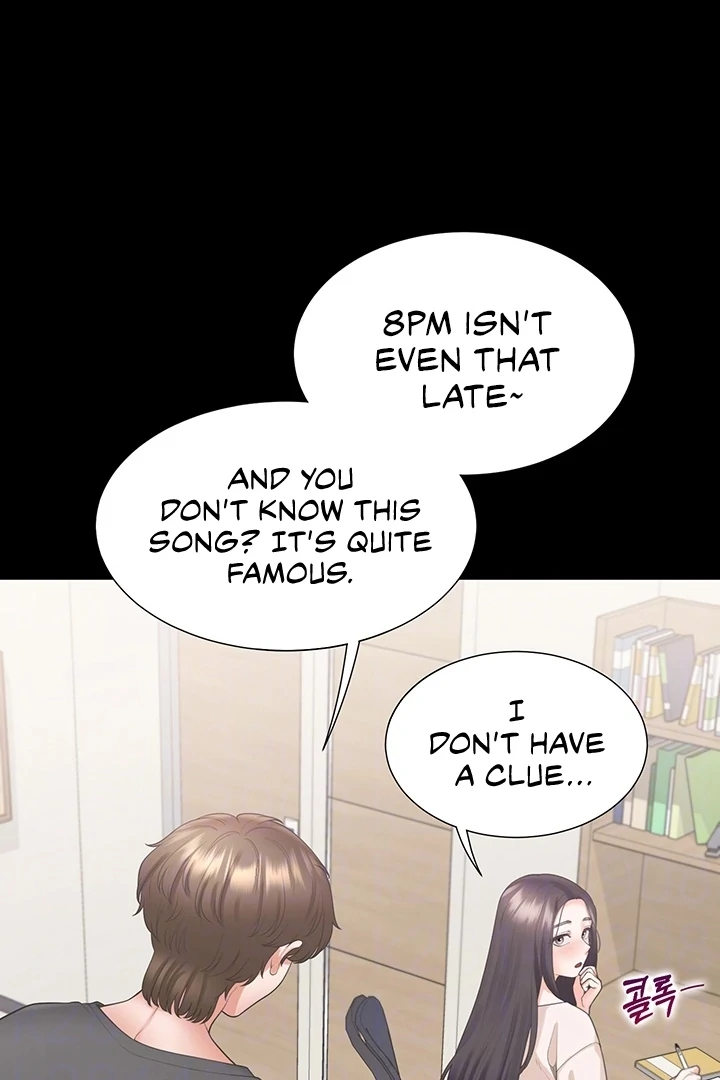 8PM ISN'T
EVEN THAT
LATE~
AND YOU
DON'T KNOW THIS
SONG? IT'S QUITE
FAMOUS.
I
DON'T HAVE
A CLUE...
콜록—